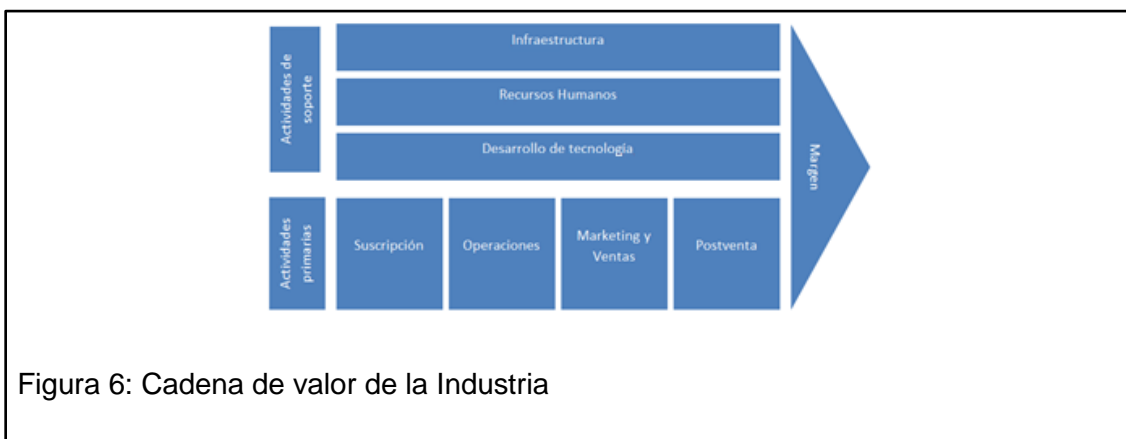 Actividades de
soporte
Infraestructura
Recursos Humanos
Desarrollo de tecnología
Margen
Actividades
primarias
Suscripción
Operaciones
Marketing y
Ventas
Postventa
Figura 6: Cadena de valor de la Industria